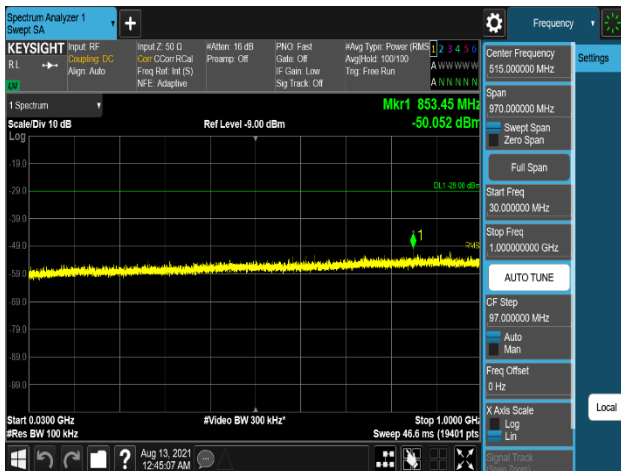 Spectrum Analyzer 1
Swept SA
+
Frequency
KEYSIGHT
RL
Input: RF
Coupling: DC
Align: Auto
Input Z: 50 Ω
Corr CCorr RCal
Freq Ref: Int (S)
NFE: Adaptive
#Atten: 16 dB
Preamp: Off
PNO: Fast
Gate: Off
IF Gain: Low
Sig Track: Off
#Avg Type: Power (RMS
Avg|Hold: 100/100
Trig: Free Run
1 2 3 4 5 6
A W W W W W
A N N N N N
1 Spectrum
Scale/Div 10 dB
Log
Ref Level -9.00 dBm
Mkr1 853.45 MHz
-50.052 dBm
-19.0
-29.0
-39.0
-49.0
-59.0
-69.0
-79.0
-89.0
-99.0
DL1 -29.00 dBm
1
RMS
Start 0.0300 GHz
#Res BW 100 kHz
#Video BW 300 kHz*
Stop 1.0000 GHz
Sweep 46.6 ms (19401 pts
?
Aug 13, 2021
12:45:07 AM
Center Frequency
515.000000 MHz
Span
970.000000 MHz
Swept Span
Zero Span
Full Span
Start Freq
30.000000 MHz
Stop Freq
1.000000000 GHz
AUTO TUNE
CF Step
97.000000 MHz
Auto
Man
Freq Offset
0 Hz
X Axis Scale
Log
Lin
Signal Track
(Span Zoom)
Settings
Local